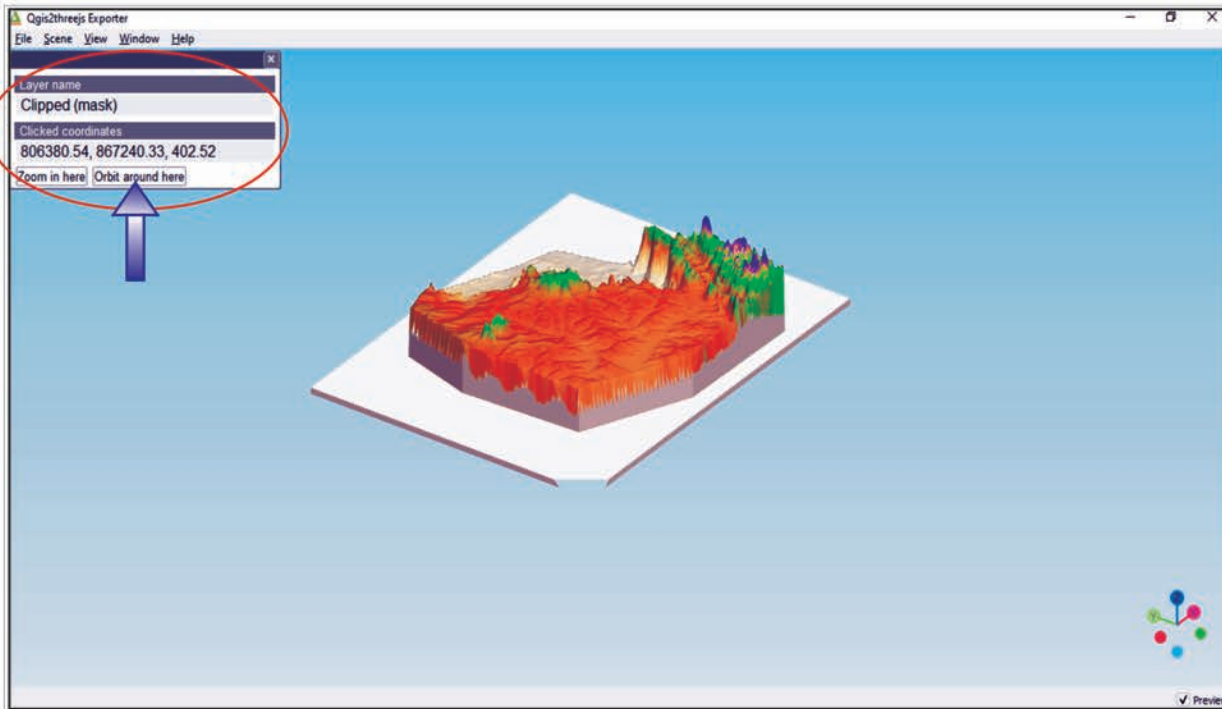 Qgis2threejs Exporter
File Scene View Window Help
Layer name
Clipped (mask)
Clicked coordinates
806380.54, 867240.33, 402.52
Zoom in here Orbit around here
Z
Y
Preview